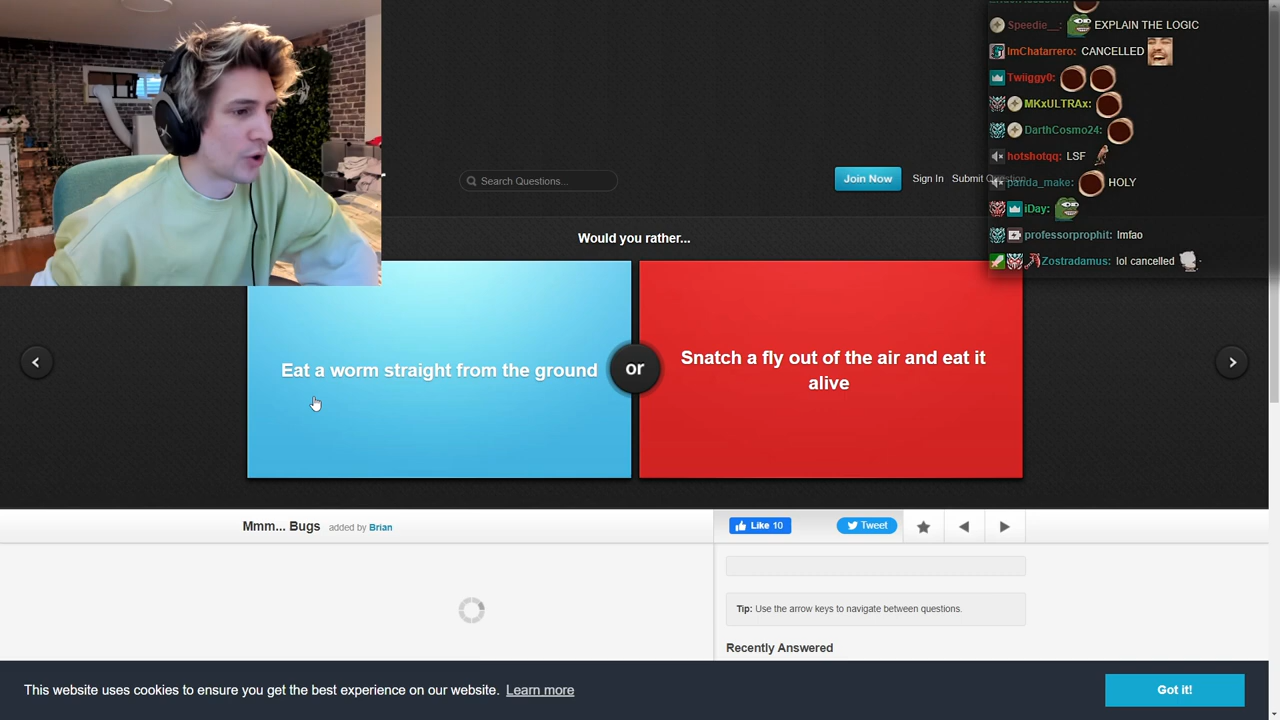 Speedie__: EXPLAIN THE LOGIC
ImChatarrero: CANCELLED
Twiiggy0:
MKxULTRAx:
DarthCosmo24:
hotshotqq: LSF
panda_make: HOLY
iDay:
professorprophit: lmfao
Zostradamus: lol cancelled
Search Questions...
Join Now Sign In Submit Question
Would you rather...
Eat a worm straight from the ground
or
Snatch a fly out of the air and eat it
alive
Mmm... Bugs added by Brian
Like 10 Tweet
Tip: Use the arrow keys to navigate between questions.
Recently Answered
This website uses cookies to ensure you get the best experience on our website. Learn more
Got it!